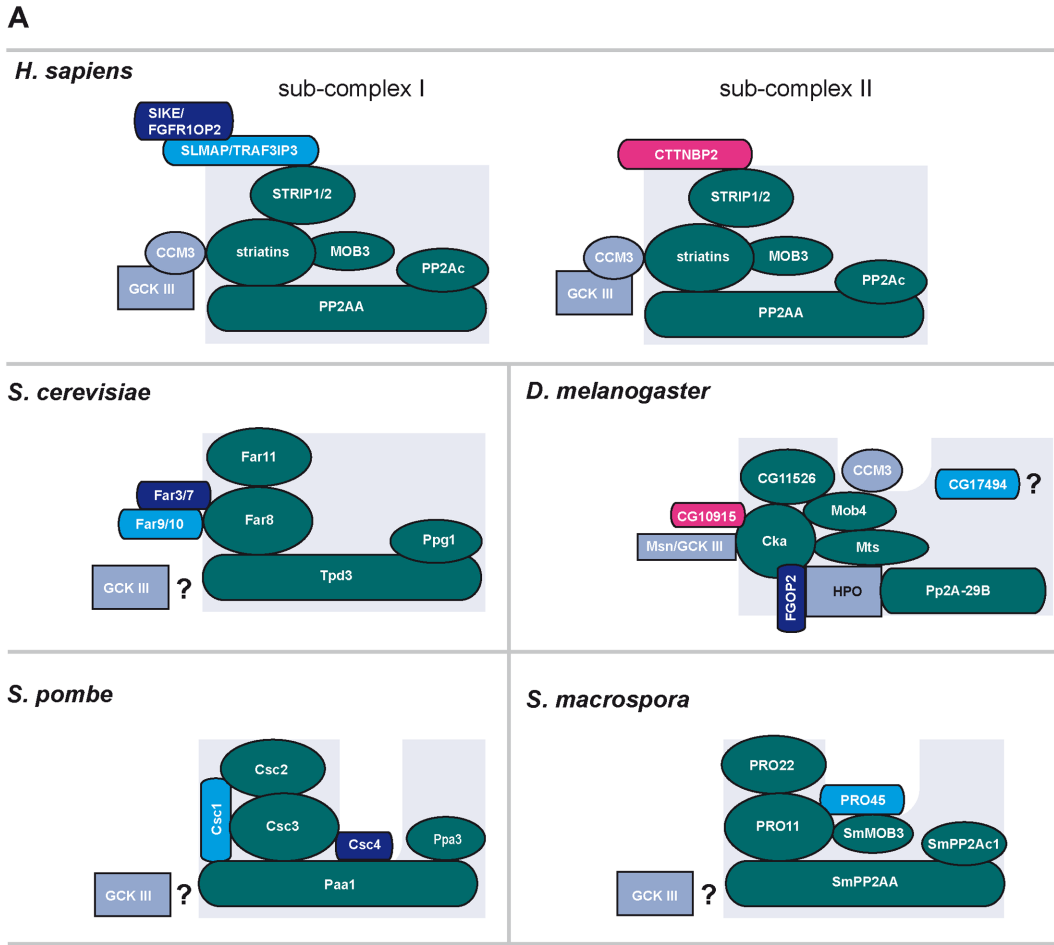 A
H. sapiens
sub-complex I
sub-complex II
SIKE/
FGFR1OP2
SLMAP/TRAF3IP3
STRIP1/2
CCM3
striatins
MOB3
PP2Ac
GCK III
PP2AA
CTTNBP2
STRIP1/2
CCM3
striatins
MOB3
PP2Ac
GCK III
PP2AA
S. cerevisiae
Far11
Far3/7
Far9/10
Far8
Ppg1
Tpd3
GCK III
?
D. melanogaster
CG11526
CCM3
CG17494
?
CG10915
Mob4
Msn/GCK III
Cka
Mts
FGOP2
HPO
Pp2A-29B
S. pombe
Csc2
Csc1
Csc3
Csc4
Ppa3
Paa1
GCK III
?
S. macrospora
PRO22
PRO45
PRO11
SmMOB3
SmPP2Ac1
SmPP2AA
GCK III
?